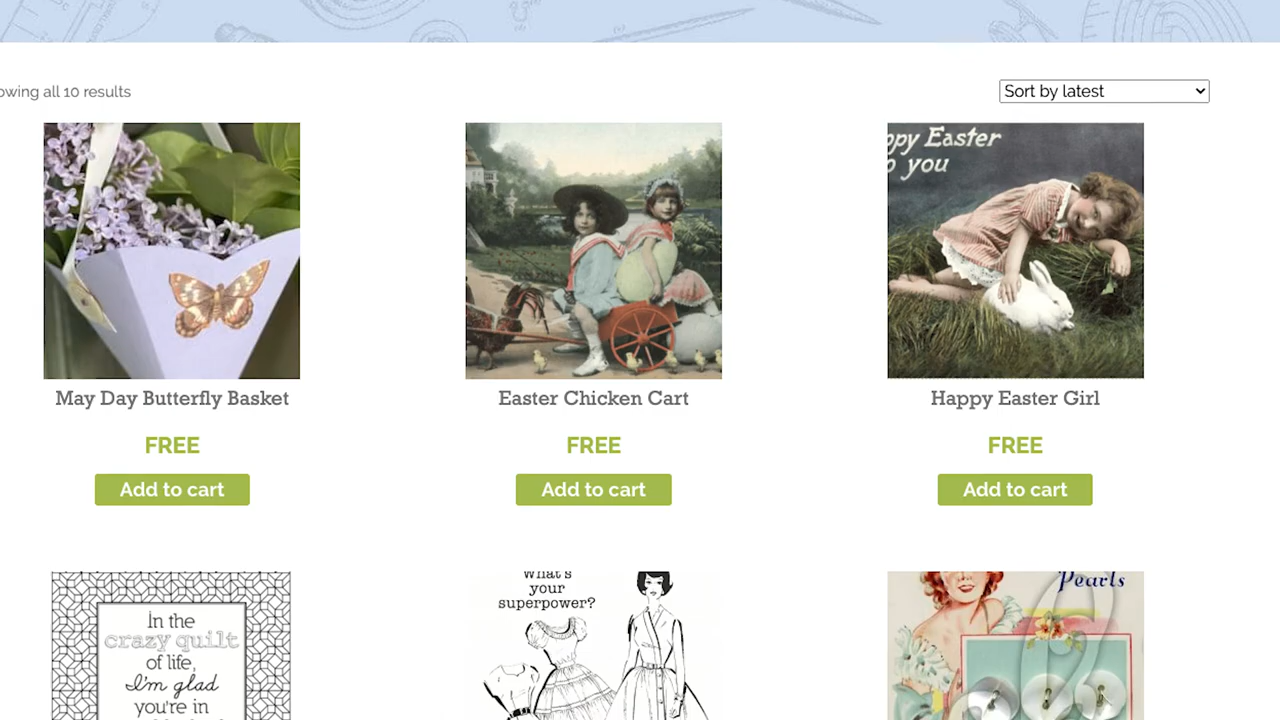 owing all 10 results
Sort by latest
ppy Easter
o you
May Day Butterfly Basket
Easter Chicken Cart
Happy Easter Girl
FREE
FREE
FREE
Add to cart
Add to cart
Add to cart
In the
crazy quilt
of life,
I'm glad
you're in
What's
your
superpower?
Pearls